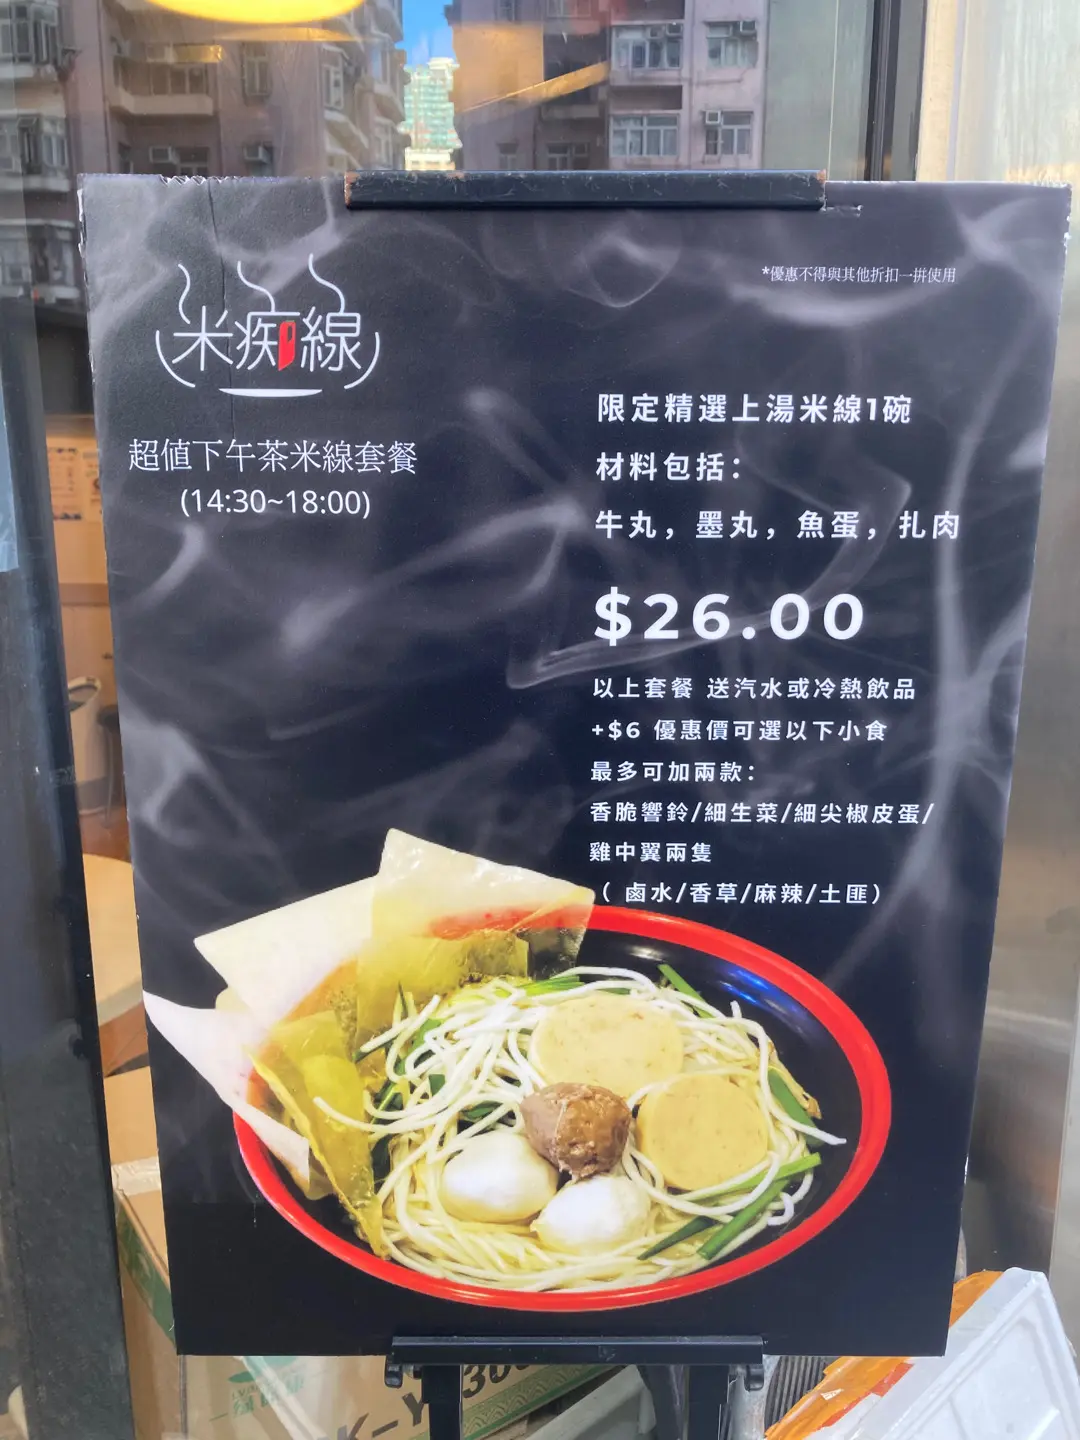 米痴線
超值下午茶米線套餐
(14:30~18:00)
*優惠不得與其他折扣一拼使用
限定精選上湯米線1碗
材料包括：
牛丸，墨丸，魚蛋，扎肉
$26.00
以上套餐 送汽水或冷熱飲品
+$6 優惠價可選以下小食
最多可加兩款：
香脆響鈴/細生菜/細尖椒皮蛋/
雞中翼兩隻
（ 鹵水/香草/麻辣/土匪）